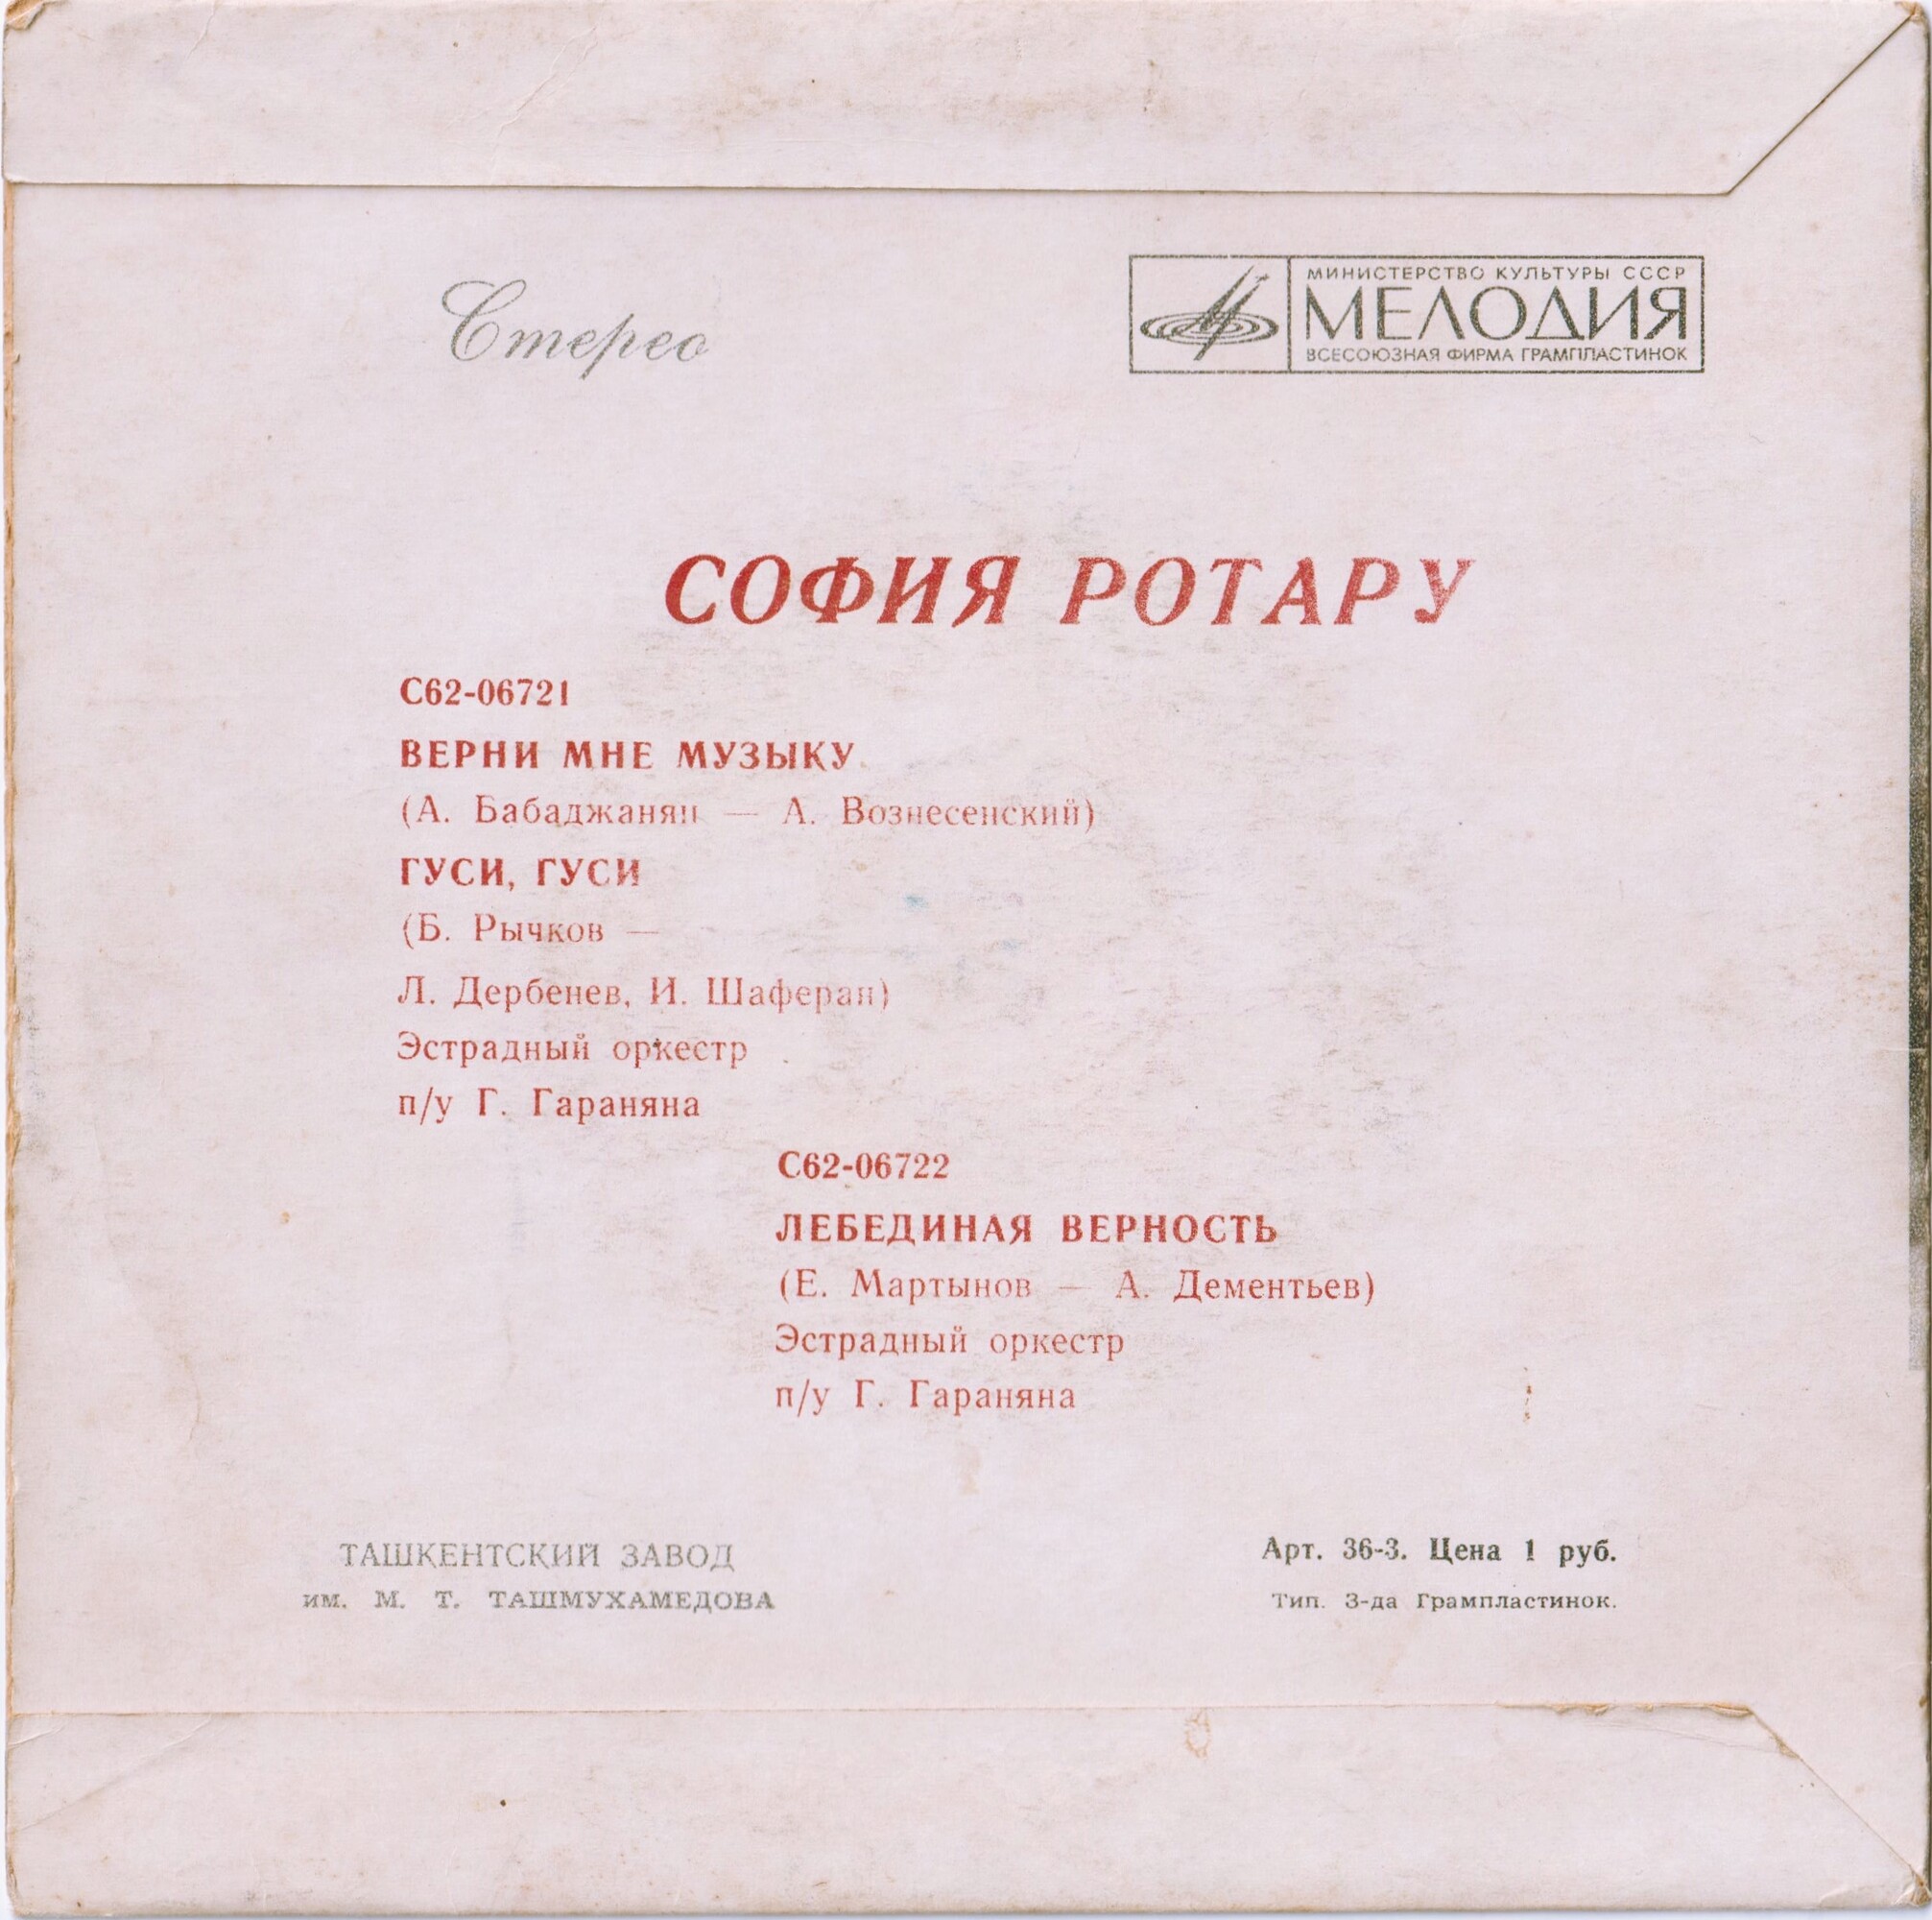 Стерео
МИНИСТЕРСТВО КУЛЬТУРЫ СССР
МЕЛОДИЯ
ВСЕСОЮЗНАЯ ФИРМА ГРАМПЛАСТИНОК
СОФИЯ РОТАРУ
С62-06721
ВЕРНИ МНЕ МУЗЫКУ
(А. Бабаджанян — А. Вознесенский)
ГУСИ, ГУСИ
(Б. Рычков —
Л. Дербенев, И. Шаферан)
Эстрадный оркестр
п/у Г. Гараняна
С62-06722
ЛЕБЕДИНАЯ ВЕРНОСТЬ
(Е. Мартынов — А. Дементьев)
Эстрадный оркестр
п/у Г. Гараняна
ТАШКЕНТСКИЙ ЗАВОД
им. М. Т. ТАШМУХАМЕДОВА
Арт. 36-3. Цена 1 руб.
Тип. З-да Грампластинок.